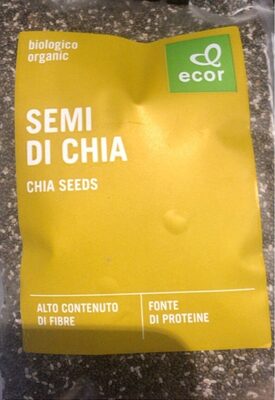 biologico
organic
ecor
SEMI
DI CHIA
CHIA SEEDS
ALTO CONTENUTO
DI FIBRE
FONTE
DI PROTEINE